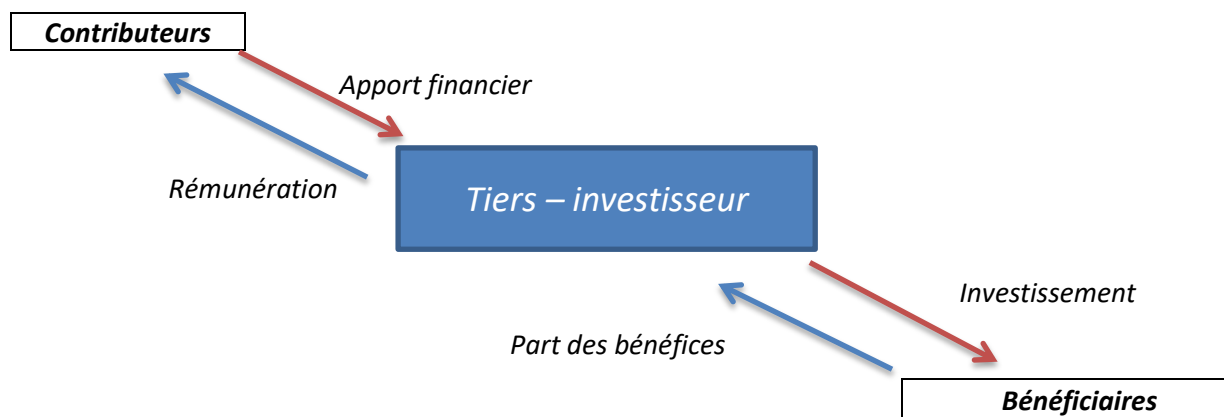 Contributeurs
Apport financier
Rémunération
Tiers – investisseur
Investissement
Part des bénéfices
Bénéficiaires